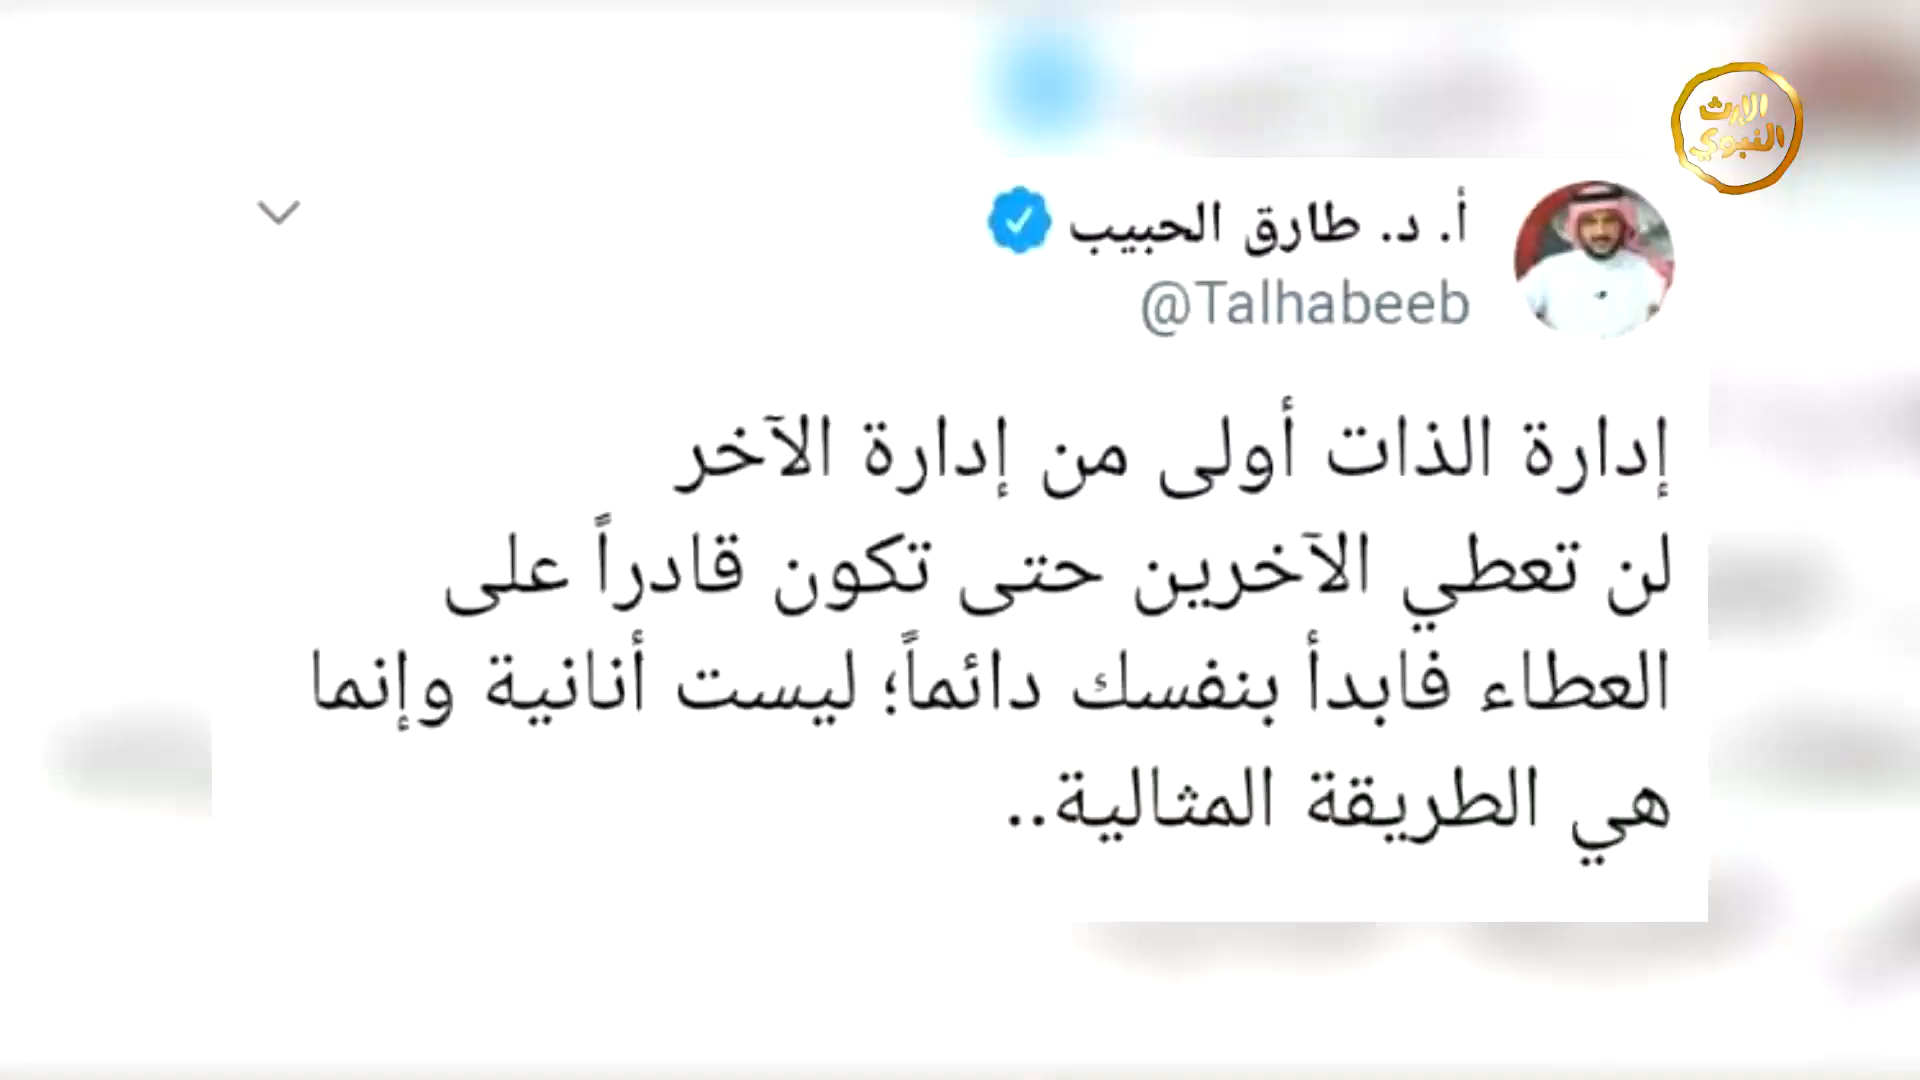 الإرث
النبوي
أ. د. طارق الحبيب
@Talhabeeb
إدارة الذات أولى من إدارة الآخر
لن تعطي الآخرين حتى تكون قادراً على
العطاء فابدأ بنفسك دائماً؛ ليست أنانية وإنما
هي الطريقة المثالية..